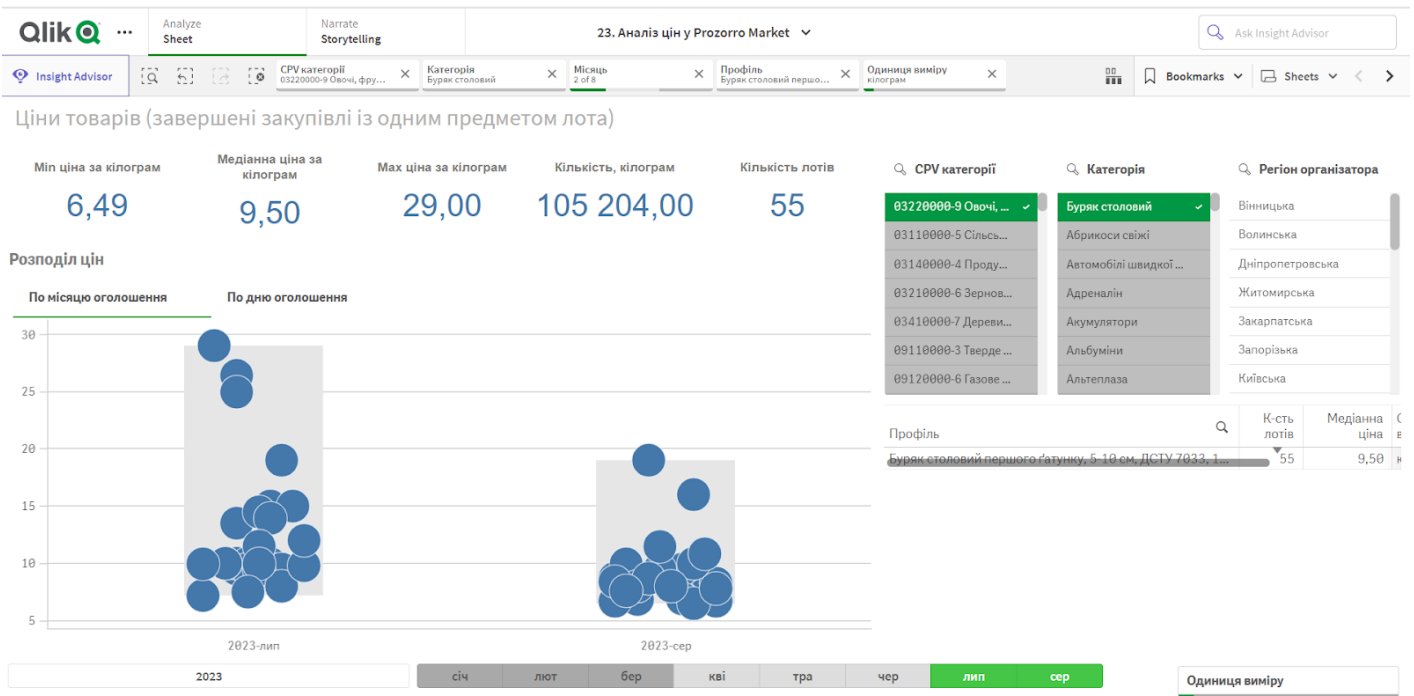 Qlik
Analyze
Sheet
Narrate
Storytelling
23. Аналіз цін у Prozorro Market
Ask Insight Advisor
Insight Advisor
CPV категорії
03220000-9 Овочі, фру...
Категорія
Буряк столовий
Місяць
2 of 8
Профіль
Буряк столовий першо...
Одиниця виміру
кілограм
Bookmarks
Sheets
Ціни товарів (завершені закупівлі із одним предметом лота)
Min ціна за кілограм
6,49
Медіанна ціна за
кілограм
9,50
Max ціна за кілограм
29,00
Кількість, кілограм
105 204,00
Кількість лотів
55
CPV категорії
03220000-9 Овочі, ...
03110000-5 Сільсь...
03140000-4 Проду...
03210000-6 Зернов...
03410000-7 Дереви...
09110000-3 Тверде ...
09120000-6 Газове ...
Категорія
Буряк столовий
Абрикоси свіжі
Автомобілі швидкої ...
Адреналін
Акумулятори
Альбуміни
Альтеплаза
Регіон організатора
Вінницька
Волинська
Дніпропетровська
Житомирська
Закарпатська
Запорізька
Київська
Розподіл цін
По місяцю оголошення
По дню оголошення
30
25
20
15
10
5
2023-лип
2023-сер
Профіль
К-сть
лотів
Медіанна
ціна
Буряк столовий першого ґатунку, 5-10 см, ДСТУ 7033, 1...
55
9,50
2023
січ
лют
бер
кві
тра
чер
лип
сер
Одиниця виміру